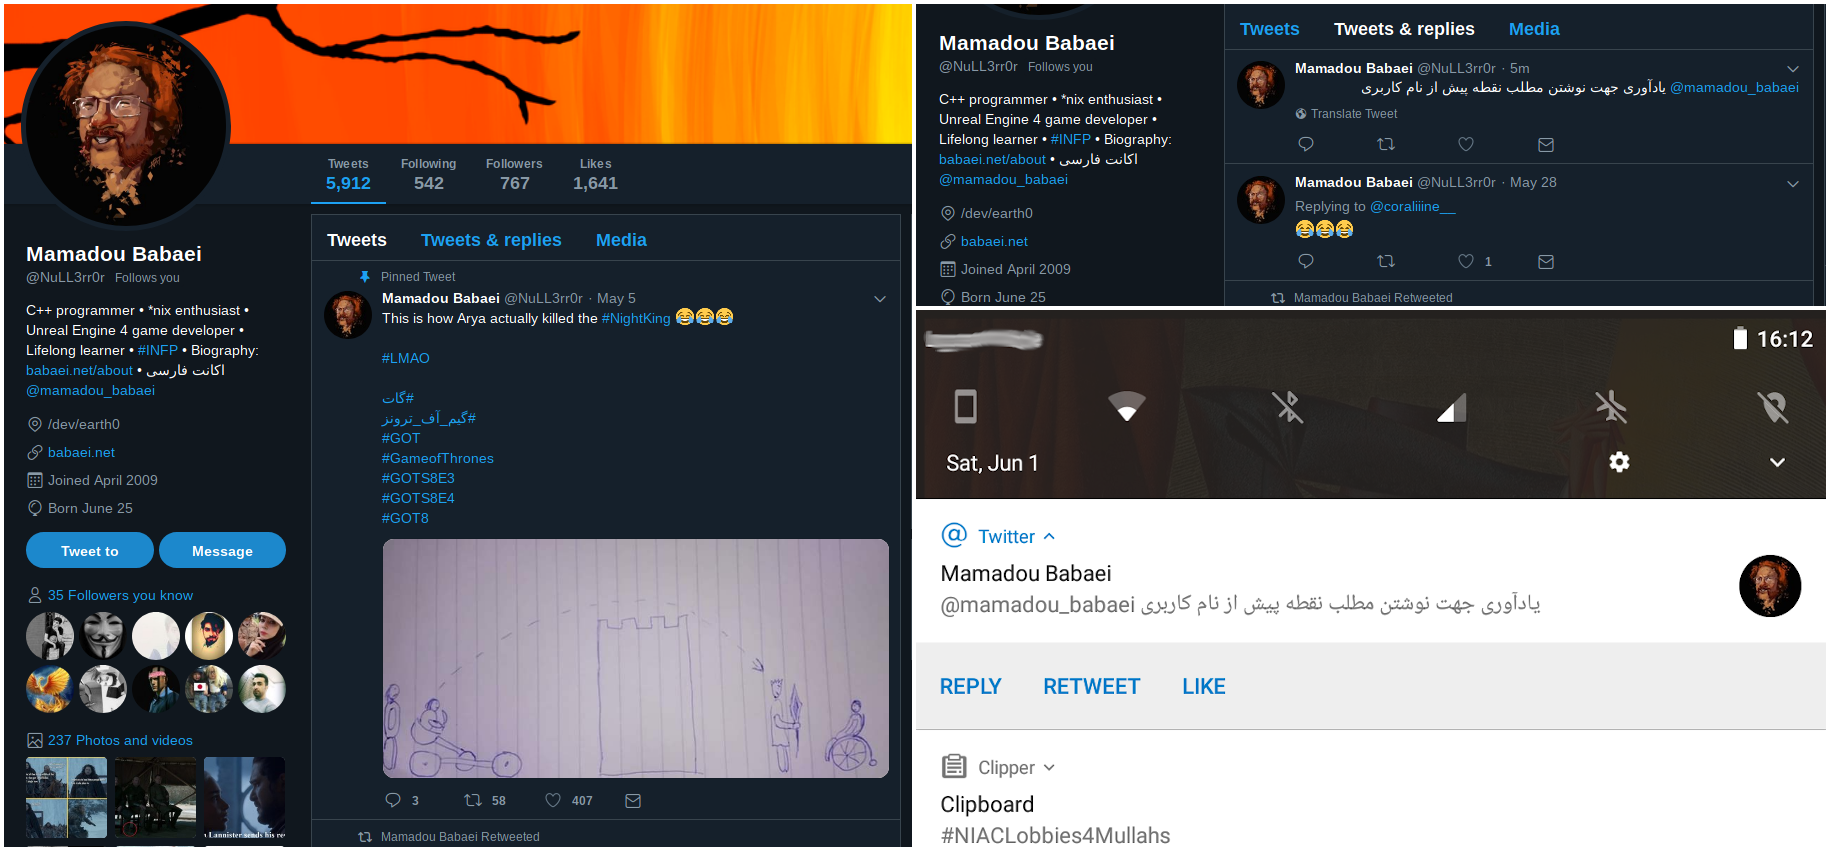 Tweets
5,912
Following
542
Followers
767
Likes
1,641
Mamadou Babaei
@NuLL3rr0r Follows you
C++ programmer • *nix enthusiast •
Unreal Engine 4 game developer •
Lifelong learner • #INFP • Biography:
babaei.net/about • اکانت فارسی
@mamadou_babaei
/dev/earth0
babaei.net
Joined April 2009
Born June 25
Tweet to
Message
35 Followers you know
237 Photos and videos
Tweets
Tweets & replies
Media
Pinned Tweet
Mamadou Babaei @NuLL3rr0r · May 5
This is how Arya actually killed the #NightKing 😂😂😂
#LMAO
#گات
#گیم_آف_ترونز
#GOT
#GameofThrones
#GOTS8E3
#GOTS8E4
#GOT8
3
58
407
Mamadou Babaei Retweeted
Mamadou Babaei
@NuLL3rr0r Follows you
C++ programmer • *nix enthusiast •
Unreal Engine 4 game developer •
Lifelong learner • #INFP • Biography:
babaei.net/about • اکانت فارسی
@mamadou_babaei
/dev/earth0
babaei.net
Joined April 2009
Born June 25
Tweets
Tweets & replies
Media
Mamadou Babaei @NuLL3rr0r · 5m
@mamadou_babaei یادآوری جهت نوشتن مطلب نقطه پیش از نام کاربری
Translate Tweet
Mamadou Babaei @NuLL3rr0r · May 28
Replying to @coraliiine__
😂😂😂
1
Mamadou Babaei Retweeted
16:12
Sat, Jun 1
Twitter
Mamadou Babaei
@mamadou_babaei یادآوری جهت نوشتن مطلب نقطه پیش از نام کاربری
REPLY
RETWEET
LIKE
Clipper
Clipboard
#NIACLobbies4Mullahs